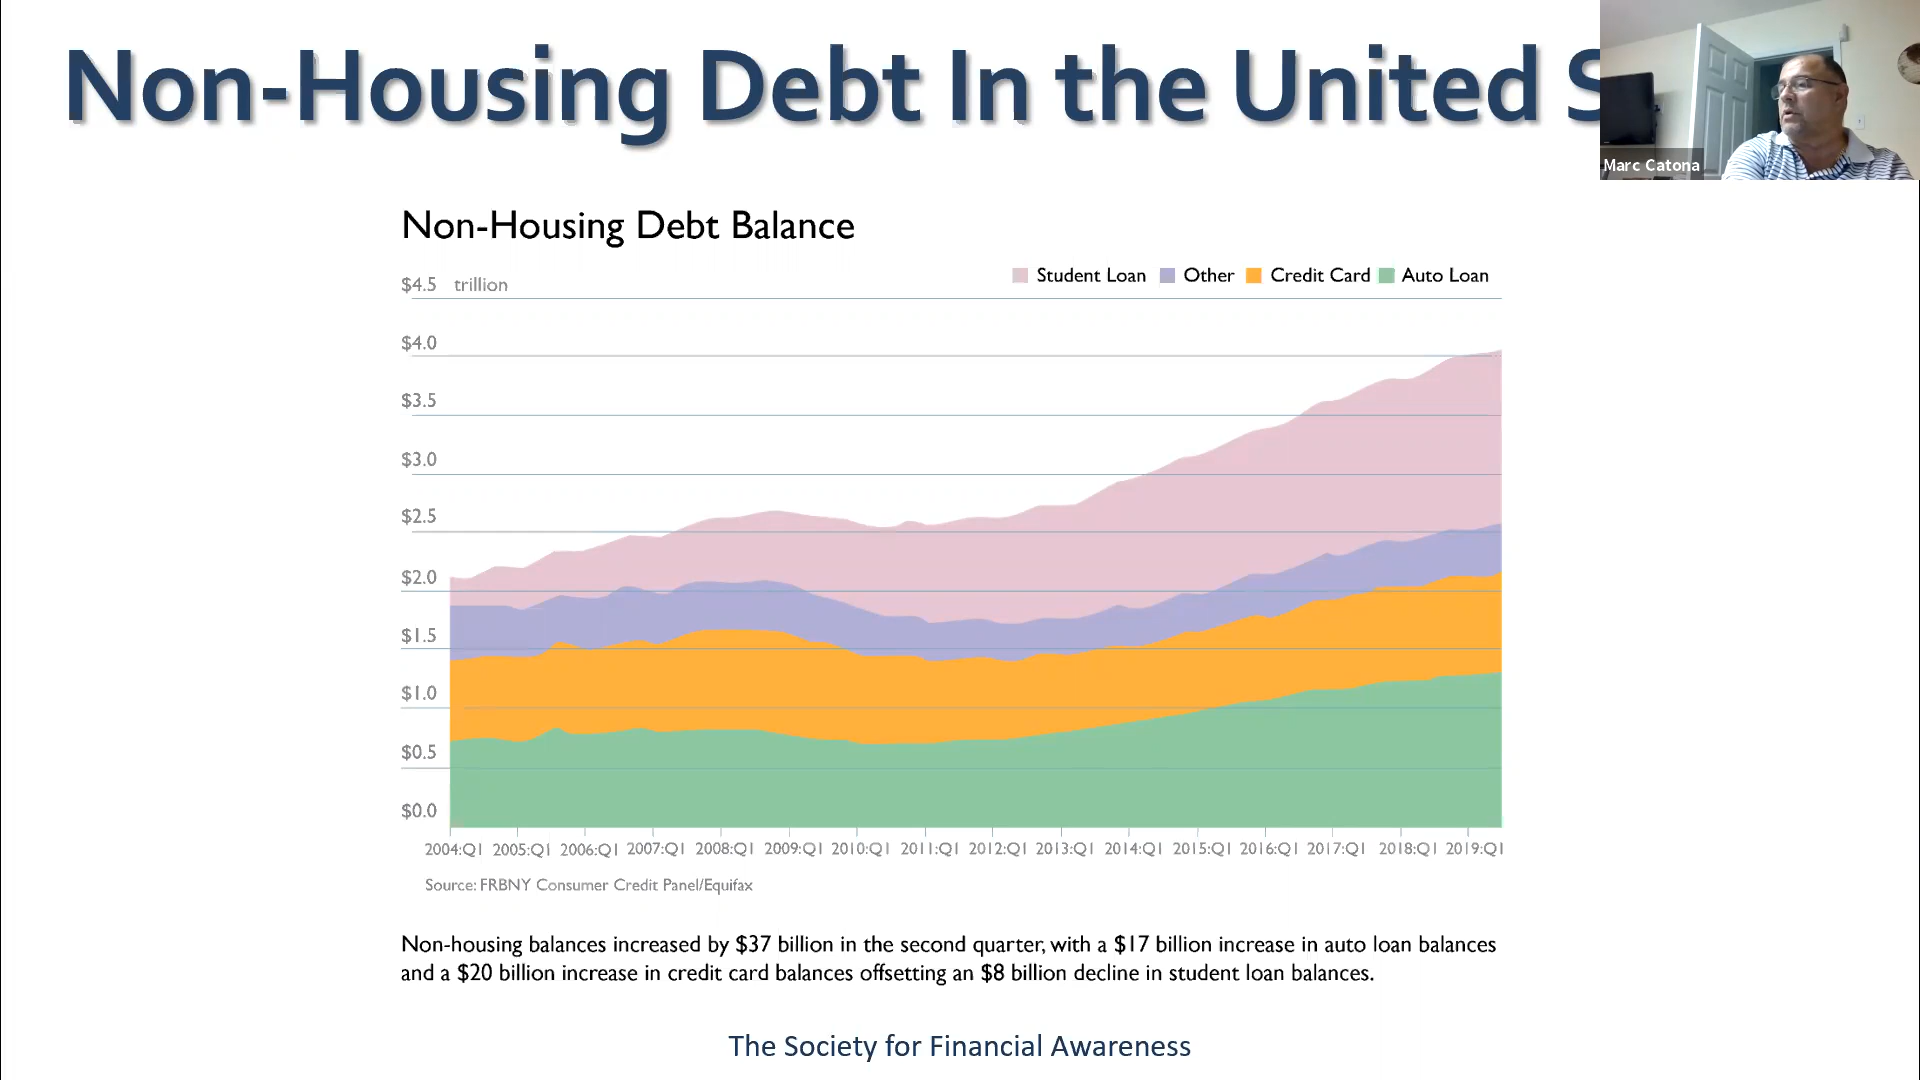 Non-Housing Debt In the United S
Marc Catona
Non-Housing Debt Balance
Student Loan Other Credit Card Auto Loan
$4.5 trillion
$4.0
$3.5
$3.0
$2.5
$2.0
$1.5
$1.0
$0.5
$0.0
2004:Q1 2005:Q1 2006:Q1 2007:Q1 2008:Q1 2009:Q1 2010:Q1 2011:Q1 2012:Q1 2013:Q1 2014:Q1 2015:Q1 2016:Q1 2017:Q1 2018:Q1 2019:Q1
Source: FRBNY Consumer Credit Panel/Equifax
Non-housing balances increased by $37 billion in the second quarter, with a $17 billion increase in auto loan balances
and a $20 billion increase in credit card balances offsetting an $8 billion decline in student loan balances.
The Society for Financial Awareness